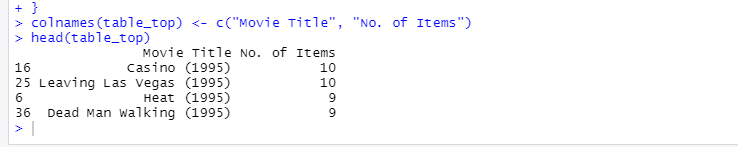 + }
> colnames(table_top) <- c("Movie Title", "No. of Items")
> head(table_top)
Movie Title No. of Items
16 Casino (1995) 10
25 Leaving Las Vegas (1995) 10
6 Heat (1995) 9
36 Dead Man Walking (1995) 9
>